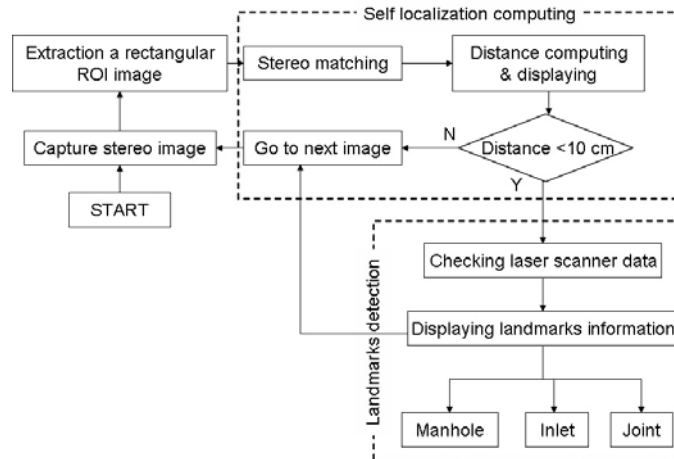 Self localization computing
Extraction a rectangular
ROI image
Stereo matching
Distance computing
& displaying
Capture stereo image
Go to next image
N
Distance <10 cm
Y
START
Landmarks detection
Checking laser scanner data
Displaying landmarks information
Manhole
Inlet
Joint